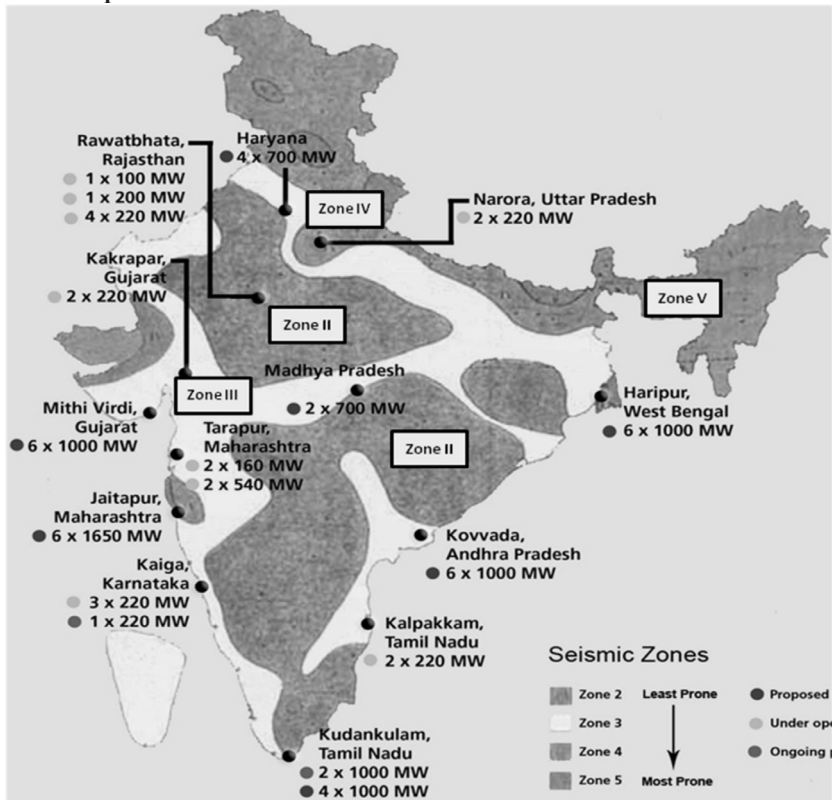 Rawatbhata,
Rajasthan
1 x 100 MW
1 x 200 MW
4 x 220 MW
Haryana
4 x 700 MW
Zone IV
Narora, Uttar Pradesh
2 x 220 MW
Kakrapar,
Gujarat
2 x 220 MW
Zone V
Zone II
Madhya Pradesh
2 x 700 MW
Zone III
Mithi Virdi,
Gujarat
6 x 1000 MW
Tarapur,
Maharashtra
2 x 160 MW
2 x 540 MW
Zone II
Haripur,
West Bengal
6 x 1000 MW
Jaitapur,
Maharashtra
6 x 1650 MW
Kovvada,
Andhra Pradesh
6 x 1000 MW
Kaiga,
Karnataka
3 x 220 MW
1 x 220 MW
Kalpakkam,
Tamil Nadu
2 x 220 MW
Kudankulam,
Tamil Nadu
2 x 1000 MW
4 x 1000 MW
Seismic Zones
Zone 2 Least Prone
Zone 3
Zone 4
Zone 5 Most Prone
Proposed
Under ope
Ongoing p